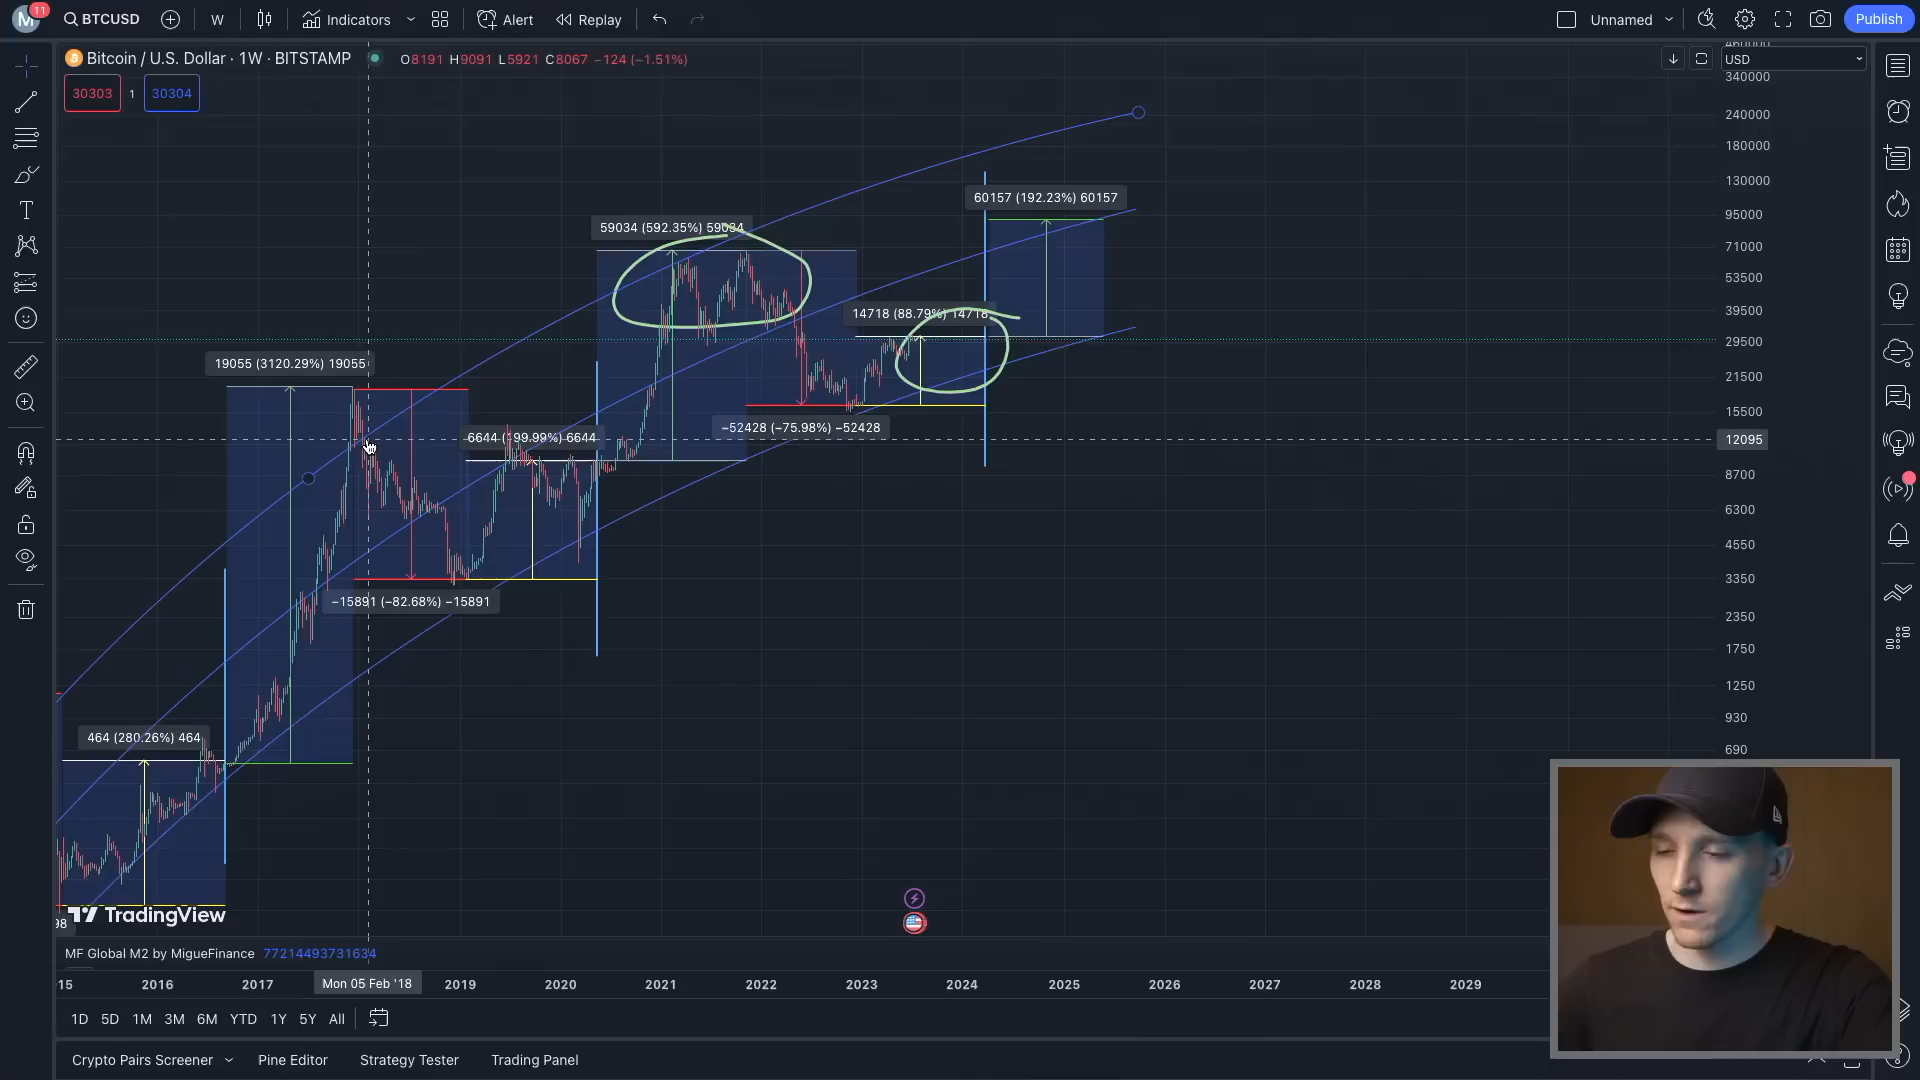 M 11 BTCUSD W Indicators Alert Replay Unnamed Publish
Bitcoin / U.S. Dollar · 1W · BITSTAMP O8191 H9091 L5921 C8067 −124 (−1.51%) USD
30303 1 30304
340000
240000
180000
130000
60157 (192.23%) 60157
95000
59034 (592.35%) 59034
71000
53500
14718 (88.79%) 14718
39500
29500
19055 (3120.29%) 19055
21500
15500
−52428 (−75.98%) −52428
6644 (199.99%) 6644
12095
8700
6300
4550
3350
−15891 (−82.68%) −15891
2350
1750
1250
930
464 (280.26%) 464
690
98 TradingView
MF Global M2 by MigueFinance 77214493731634
15 2016 2017 Mon 05 Feb '18 2019 2020 2021 2022 2023 2024 2025 2026 2027 2028 2029
1D 5D 1M 3M 6M YTD 1Y 5Y All
Crypto Pairs Screener Pine Editor Strategy Tester Trading Panel